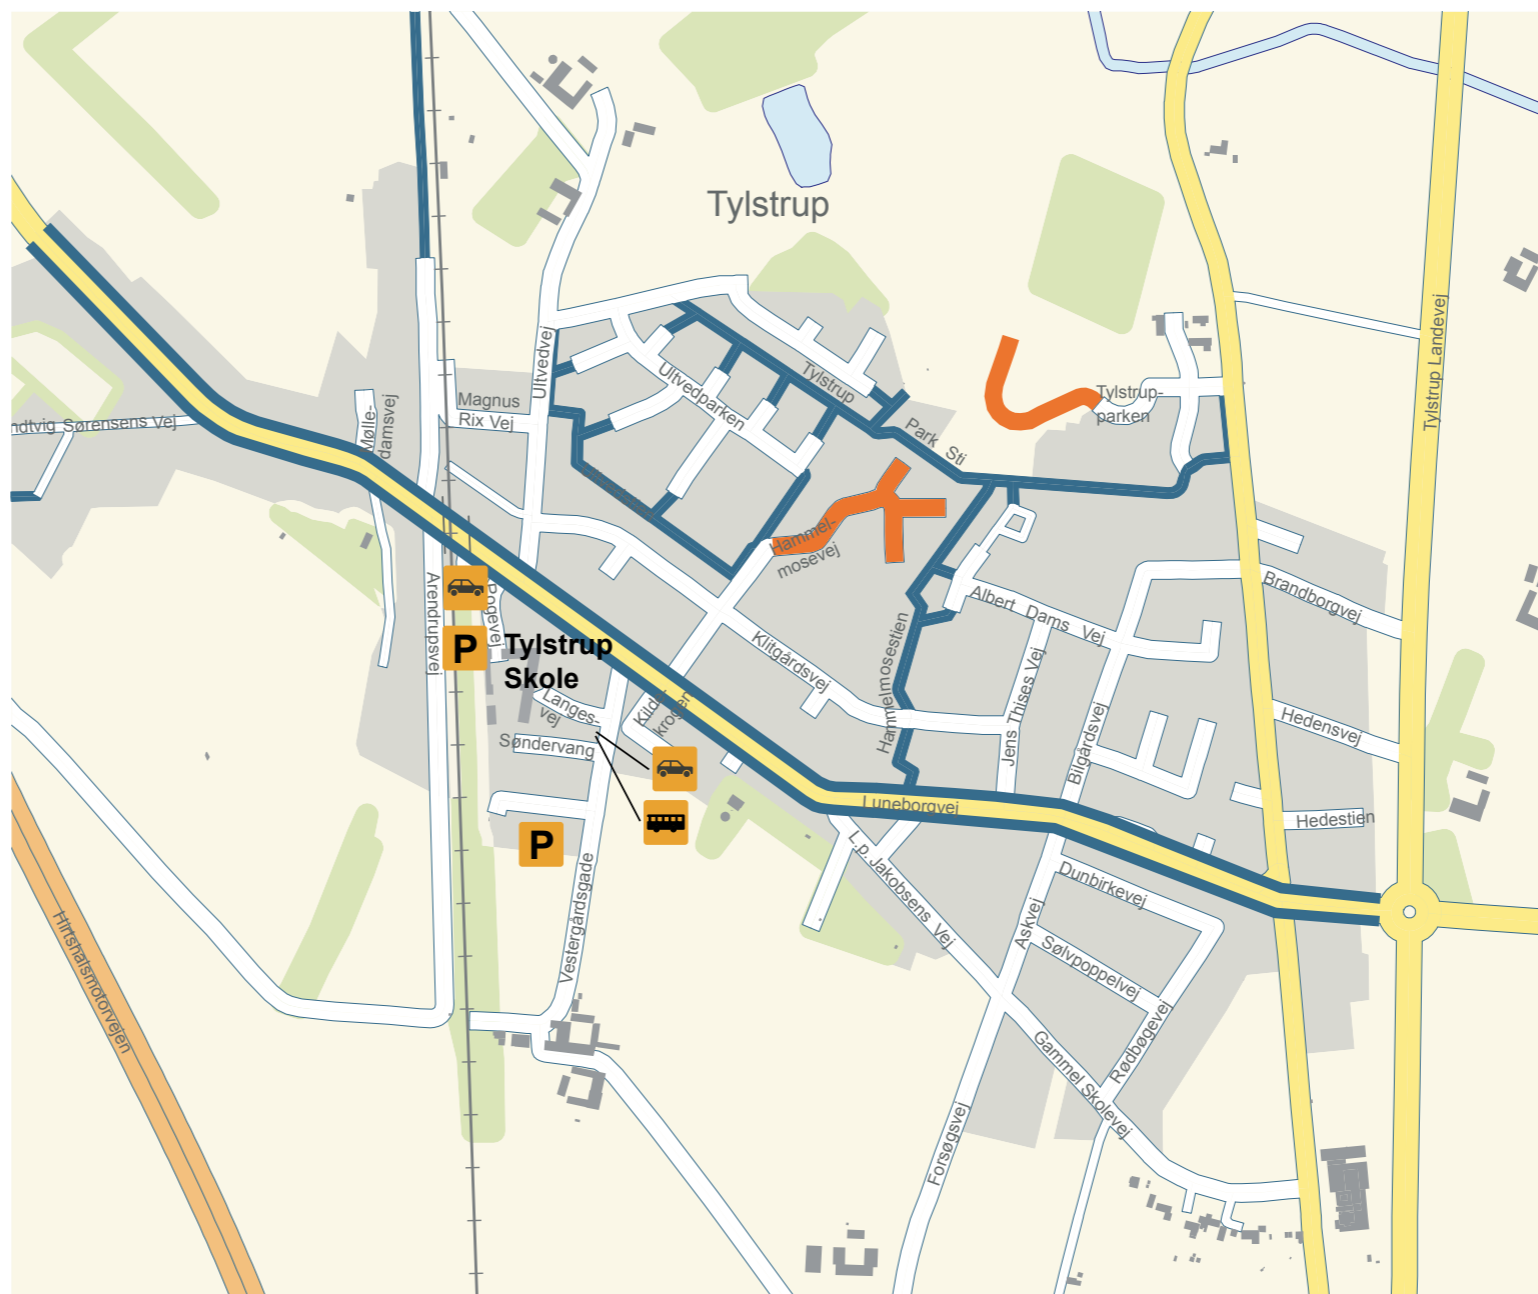 Tylstrup
Tylstrup Landevej
Ultvedvej
Magnus
Rix Vej
Mølle-
damsvej
ndtvig Sørensens Vej
Ultvedparken
Tylstrup
Park Sti
Tylstrup-
parken
Hammel-
mosevej
Brandborgvej
Albert Dams Vej
Arendrupsvej
P
Tylstrup
Skole
Klitgårdsvej
Hammelmosestien
Jens Thises Vej
Bilgårdsvej
Hedensvej
Langes-
vej
Søndervang
Luneborgvej
Hedestien
P
L.p. Jakobsens Vej
Dunbirkevej
Vestergårdsgade
Askvej
Sølvpoppelvej
Hirtshalsmotorvejen
Rødbøgevej
Gammel Skolevej
Forsøgsvej